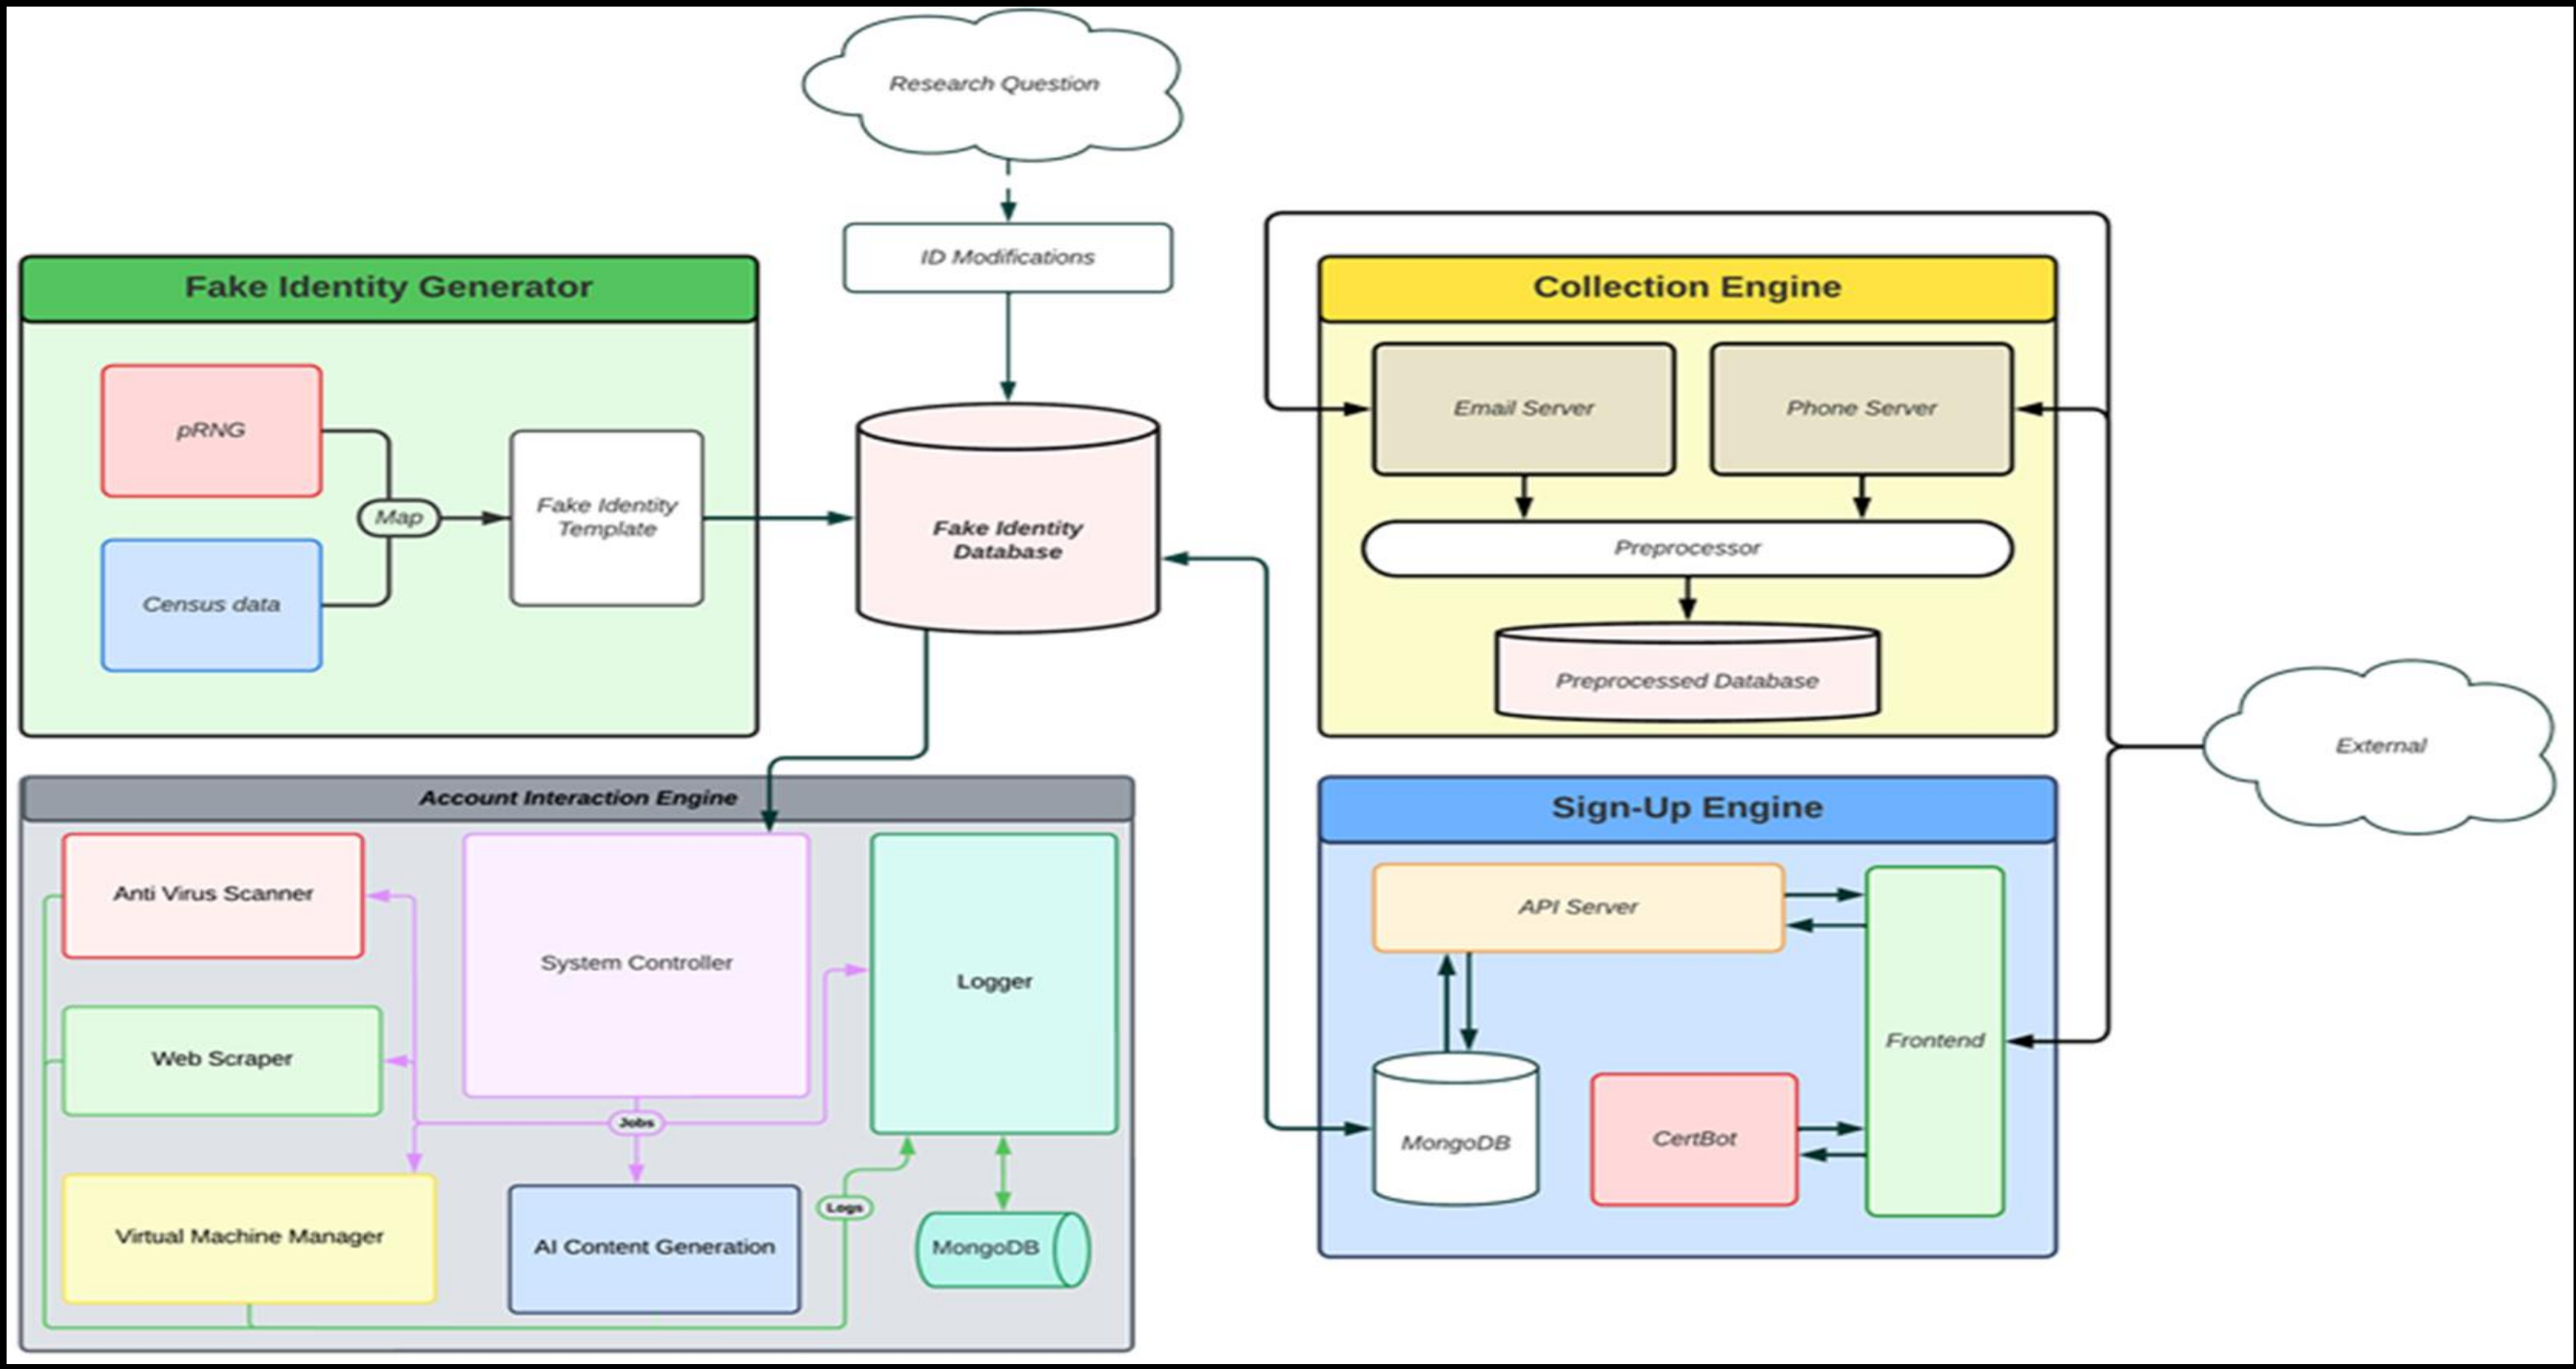 Research Question
ID Modifications
Fake Identity Generator
pRNG
Census data
Map
Fake Identity
Template
Fake Identity
Database
Collection Engine
Email Server
Phone Server
Preprocessor
Preprocessed Database
External
Account Interaction Engine
Anti Virus Scanner
Web Scraper
Virtual Machine Manager
System Controller
Jobs
AI Content Generation
Logger
Logs
MongoDB
Sign-Up Engine
API Server
MongoDB
CertBot
Frontend